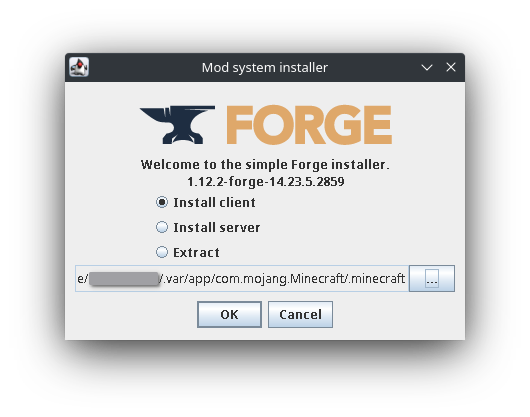 Mod system installer
FORGE
Welcome to the simple Forge installer.
1.12.2-forge-14.23.5.2859
Install client
Install server
Extract
e/ /.var/app/com.mojang.Minecraft/.minecraft
...
OK Cancel